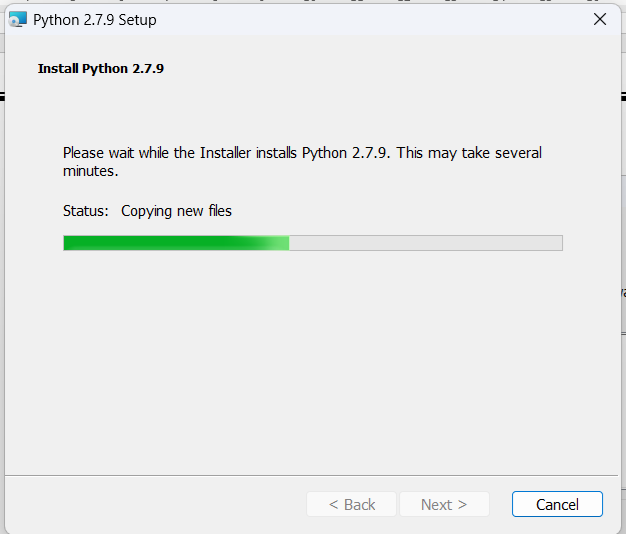 Python 2.7.9 Setup
Install Python 2.7.9
Please wait while the Installer installs Python 2.7.9. This may take several
minutes.
Status: Copying new files
< Back Next > Cancel